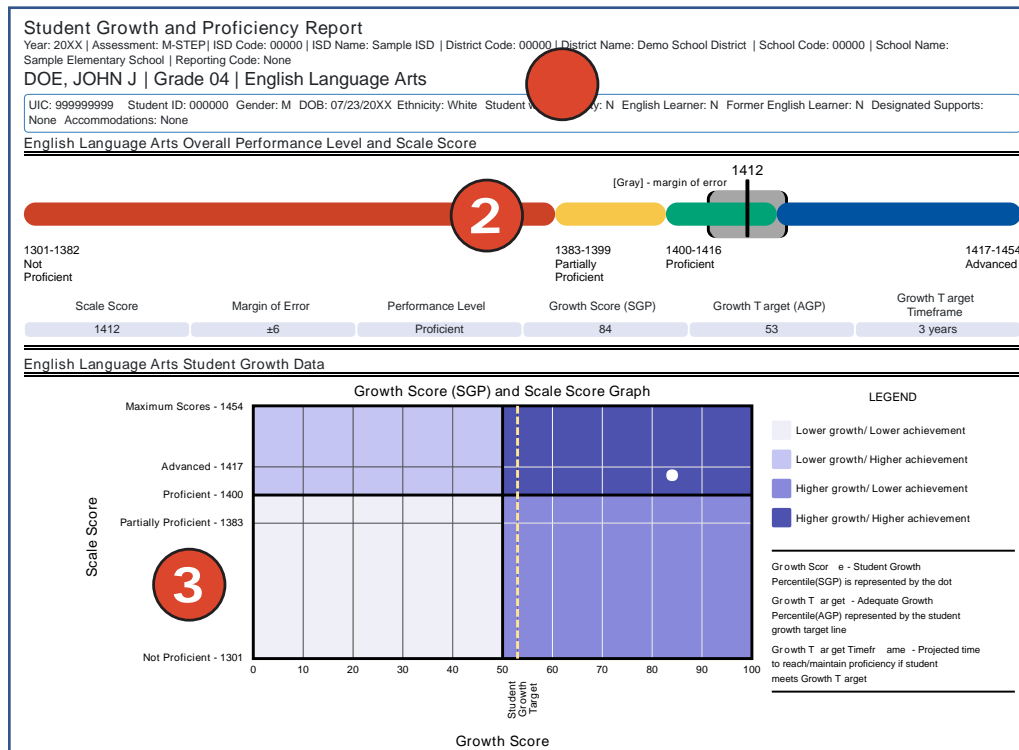 Student Growth and Proficiency Report
Year: 20XX | Assessment: M-STEP| ISD Code: 00000 | ISD Name: Sample ISD | District Code: 00000 | District Name: Demo School District | School Code: 00000 | School Name:
Sample Elementary School | Reporting Code: None
DOE, JOHN J | Grade 04 | English Language Arts
UIC: 999999999 Student ID: 000000 Gender: M DOB: 07/23/20XX Ethnicity: White Student : N English Learner: N Former English Learner: N Designated Supports:
None Accommodations: None
English Language Arts Overall Performance Level and Scale Score
1412
[Gray] - margin of error
2
1301-1382
Not
Proficient
1383-1399
Partially
Proficient
1400-1416
Proficient
1417-1454
Advanced
Scale Score Margin of Error Performance Level Growth Score (SGP) Growth T arget (AGP) Growth T arget
Timeframe
1412 ±6 Proficient 84 53 3 years
English Language Arts Student Growth Data
Growth Score (SGP) and Scale Score Graph
Maximum Scores - 1454
Advanced - 1417
Proficient - 1400
Partially Proficient - 1383
Not Proficient - 1301
Scale Score
3
0 10 20 30 40 50 60 70 80 90 100
Student
Growth
Target
Growth Score
LEGEND
Lower growth/ Lower achievement
Lower growth/ Higher achievement
Higher growth/ Lower achievement
Higher growth/ Higher achievement
Growth Scor e - Student Growth
Percentile(SGP) is represented by the dot
Growth T ar get - Adequate Growth
Percentile(AGP) represented by the student
growth target line
Growth T ar get Timefr ame - Projected time
to reach/maintain proficiency if student
meets Growth T arget